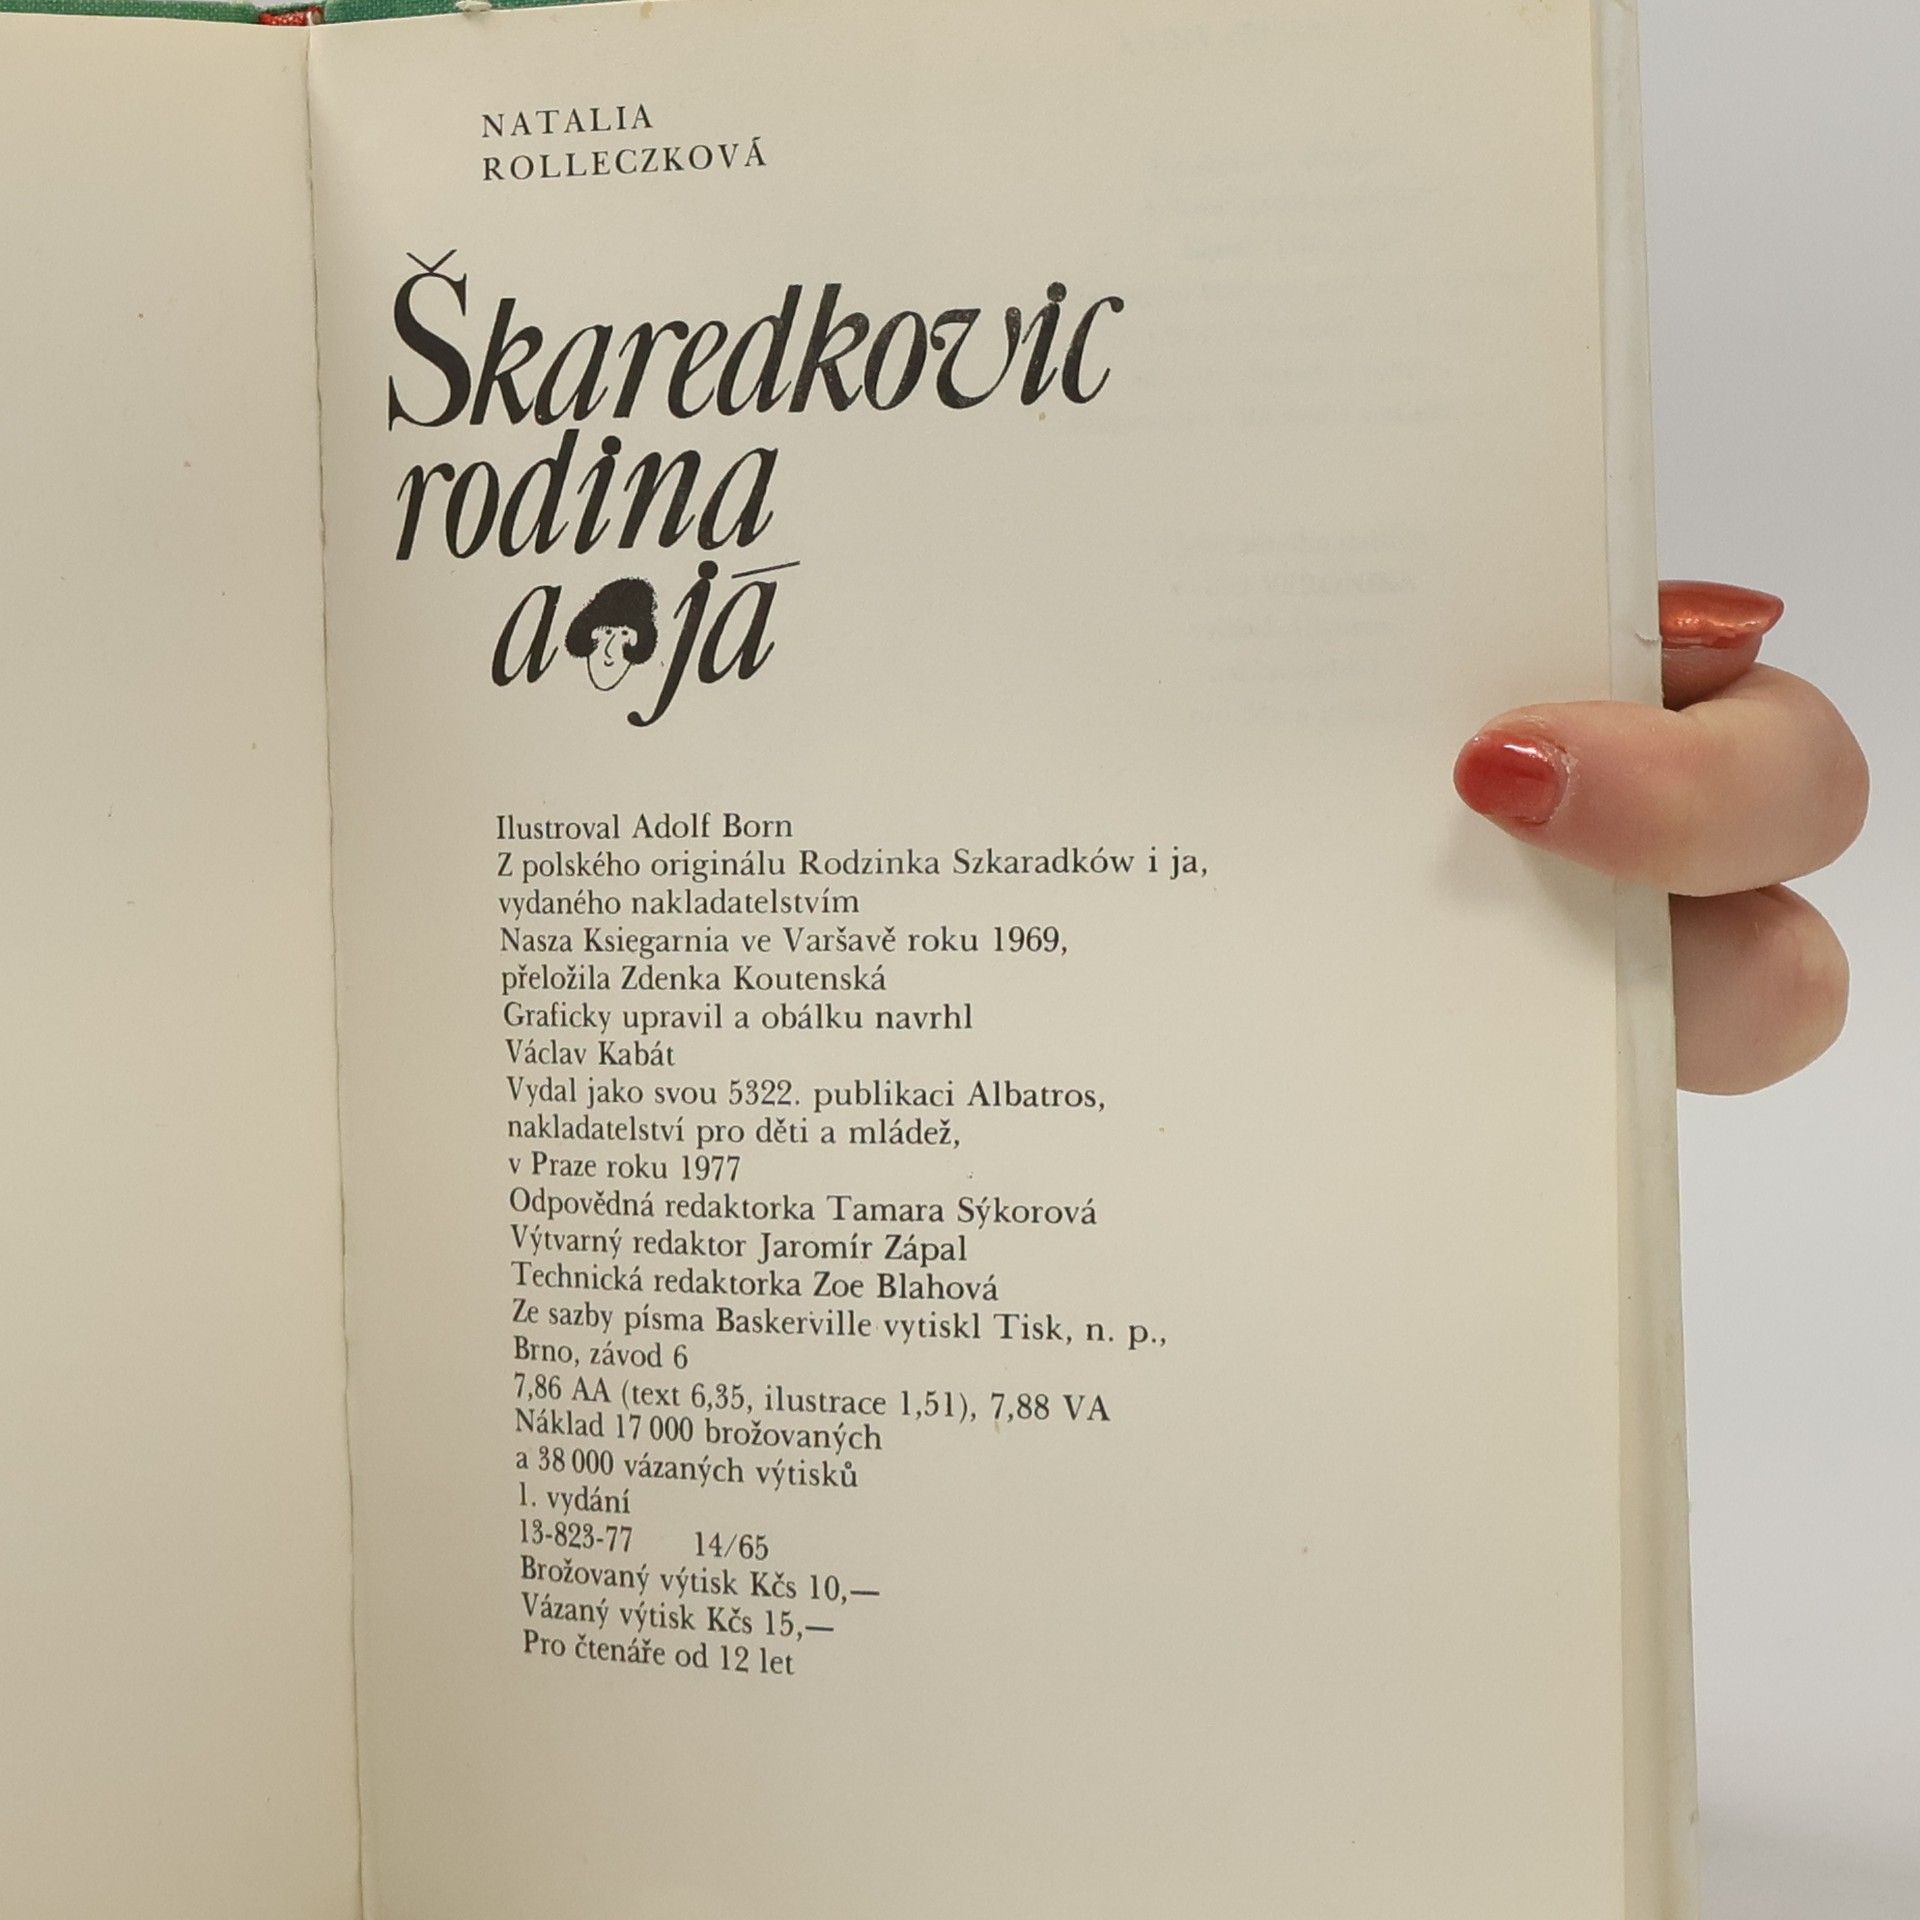 NATALIA
ROLLECZKOVÁ
Škaredkovic
rodina
a já
Ilustroval Adolf Born
Z polského originálu Rodzinka Szkaradków i ja,
vydaného nakladatelstvím
Nasza Ksiegarnia ve Varšavě roku 1969,
přeložila Zdenka Koutenská
Graficky upravil a obálku navrhl
Václav Kabát
Vydal jako svou 5322. publikaci Albatros,
nakladatelství pro děti a mládež,
v Praze roku 1977
Odpovědná redaktorka Tamara Sýkorová
Výtvarný redaktor Jaromír Zápal
Technická redaktorka Zoe Blahová
Ze sazby písma Baskerville vytiskl Tisk, n. p.,
Brno, závod 6
7,86 AA (text 6,35, ilustrace 1,51), 7,88 VA
Náklad 17 000 brožovaných
a 38 000 vázaných výtisků
1. vydání
13-823-77 14/65
Brožovaný výtisk Kčs 10,—
Vázaný výtisk Kčs 15,—
Pro čtenáře od 12 let